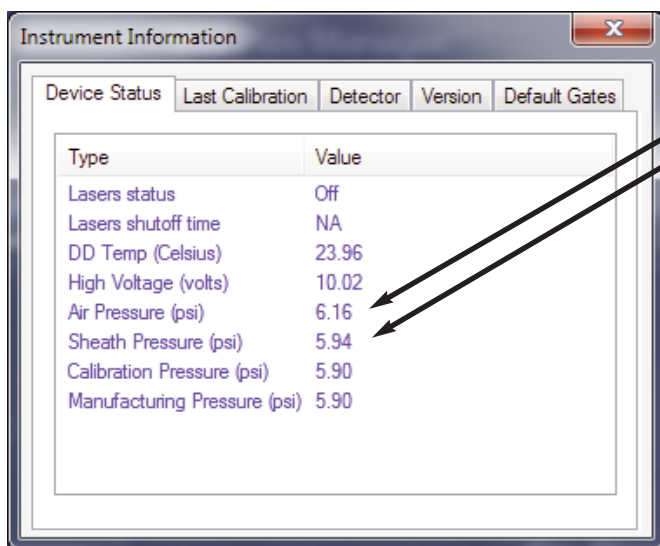 Instrument Information
Device Status Last Calibration Detector Version Default Gates
Type Value
Lasers status Off
Lasers shutoff time NA
DD Temp (Celsius) 23.96
High Voltage (volts) 10.02
Air Pressure (psi) 6.16
Sheath Pressure (psi) 5.94
Calibration Pressure (psi) 5.90
Manufacturing Pressure (psi) 5.90